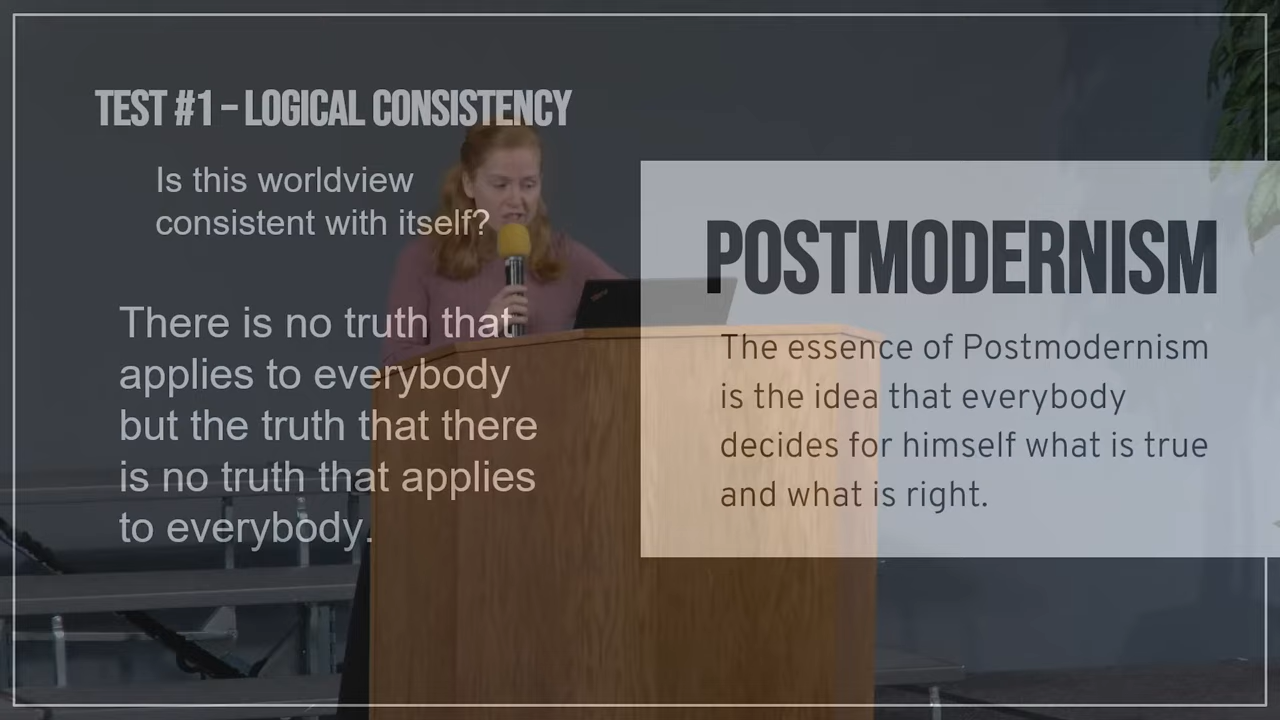 TEST #1 – LOGICAL CONSISTENCY
Is this worldview
consistent with itself?
There is no truth that
applies to everybody
but the truth that there
is no truth that applies
to everybody.
POSTMODERNISM
The essence of Postmodernism
is the idea that everybody
decides for himself what is true
and what is right.